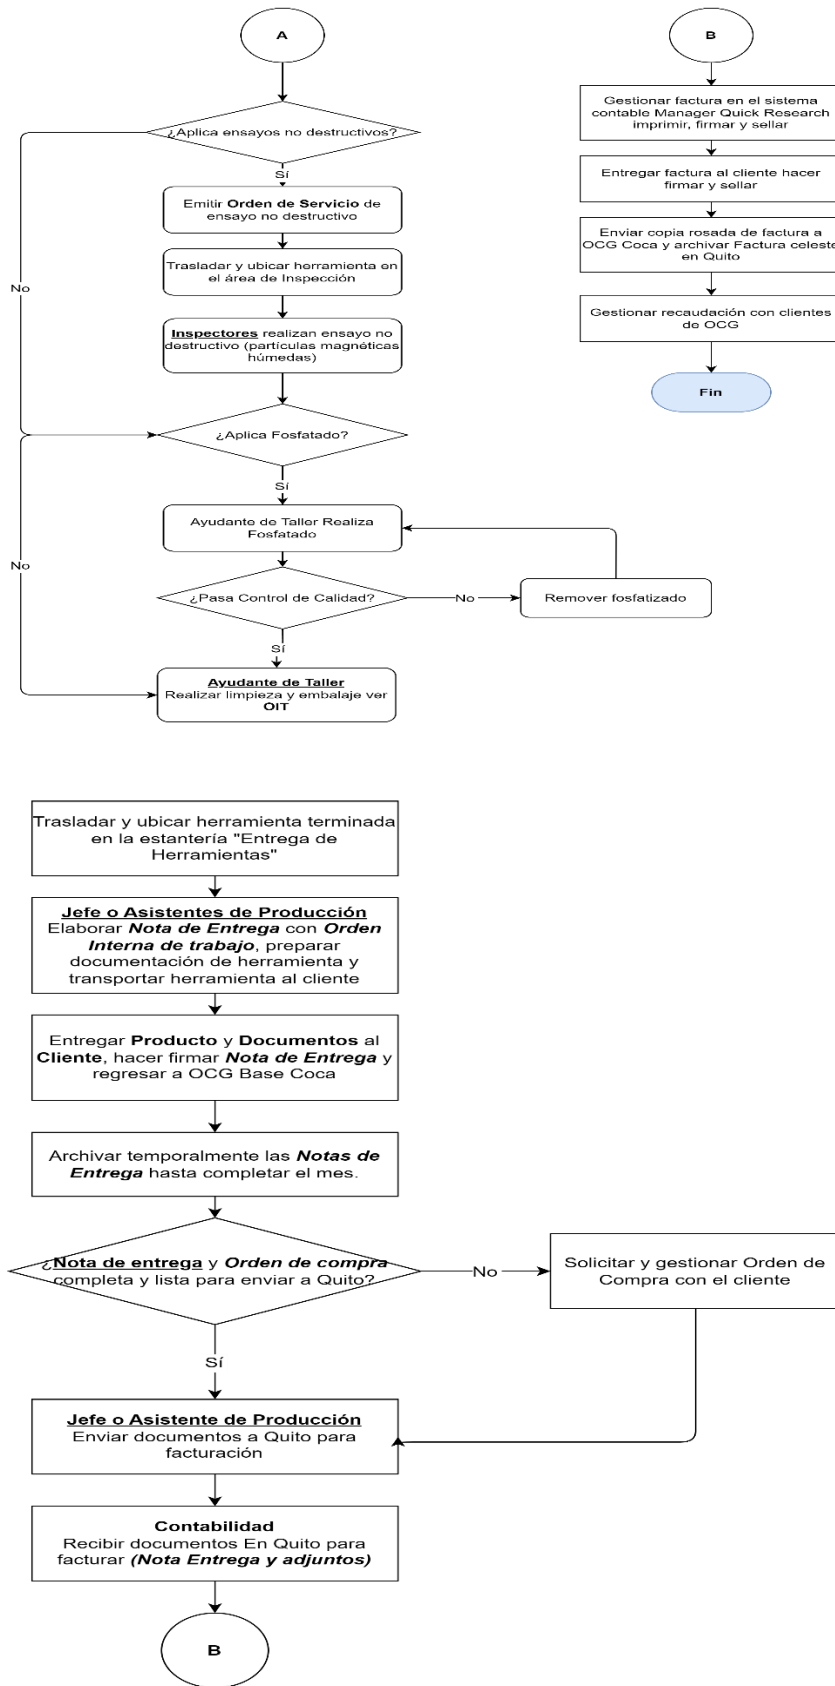 A
¿Aplica ensayos no destructivos?
Sí
Emitir Orden de Servicio de
ensayo no destructivo
Trasladar y ubicar herramienta en
el área de Inspección
No
Inspectores realizan ensayo no
destructivo (partículas magnéticas
húmedas)
¿Aplica Fosfatado?
Sí
Ayudante de Taller Realiza
Fosfatado
No
¿Pasa Control de Calidad?
No
Remover fosfatizado
Sí
Ayudante de Taller
Realizar limpieza y embalaje ver
OIT
B
Gestionar factura en el sistema
contable Manager Quick Research
imprimir, firmar y sellar
Entregar factura al cliente hacer
firmar y sellar
Enviar copia rosada de factura a
OCG Coca y archivar Factura celeste
en Quito
Gestionar recaudación con clientes
de OCG
Fin
Trasladar y ubicar herramienta terminada
en la estantería "Entrega de
Herramientas"
Jefe o Asistentes de Producción
Elaborar Nota de Entrega con Orden
Interna de trabajo, preparar
documentación de herramienta y
transportar herramienta al cliente
Entregar Producto y Documentos al
Cliente, hacer firmar Nota de Entrega y
regresar a OCG Base Coca
Archivar temporalmente las Notas de
Entrega hasta completar el mes.
¿Nota de entrega y Orden de compra
completa y lista para enviar a Quito?
No
Solicitar y gestionar Orden de
Compra con el cliente
Sí
Jefe o Asistente de Producción
Enviar documentos a Quito para
facturación
Contabilidad
Recibir documentos En Quito para
facturar (Nota Entrega y adjuntos)
B